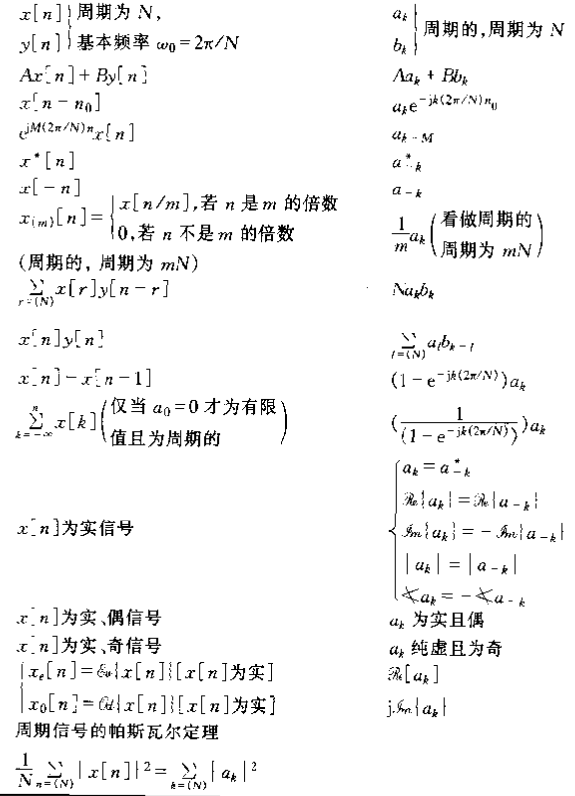 x[n] } 周期为 N, a_k } 周期的,周期为 N
y[n] } 基本频率 ω₀=2π/N b_k }
Ax[n]+By[n] Aa_k + Bb_k
x[n-n₀] a_k e^{-jk(2π/N)n₀}
e^{jM(2π/N)n}x[n] a_{k-M}
x*[n] a*_{-k}
x[-n] a_{-k}
x_{(m)}[n]= { x[n/m],若 n 是 m 的倍数
0,若 n 不是 m 的倍数 1/m a_k (看做周期的 周期为 mN)
(周期的, 周期为 mN)
∑_{r=⟨N⟩} x[r]y[n-r] Na_k b_k
x[n]y[n] ∑_{l=⟨N⟩} a_l b_{k-l}
x[n]-x[n-1] (1-e^{-jk(2π/N)})a_k
∑_{k=-∞}^{n} x[k] (仅当 a₀=0 才为有限 值且为周期的) (1/(1-e^{-jk(2π/N)}))a_k
x[n]为实信号 { a_k=a*_{-k}
ℛe{a_k}=ℛe{a_{-k}}
ℐm{a_k}=-ℐm{a_{-k}}
|a_k|=|a_{-k}|
∢a_k=-∢a_{-k}
x[n]为实、偶信号 a_k 为实且偶
x[n]为实、奇信号 a_k 纯虚且为奇
{ x_e[n]=ℰv{x[n]}[x[n]为实] ℛe[a_k]
x_0[n]=𝒪d{x[n]}[x[n]为实] jℐm{a_k}
周期信号的帕斯瓦尔定理
1/N ∑_{n=⟨N⟩} |x[n]|²= ∑_{k=⟨N⟩} |a_k|²